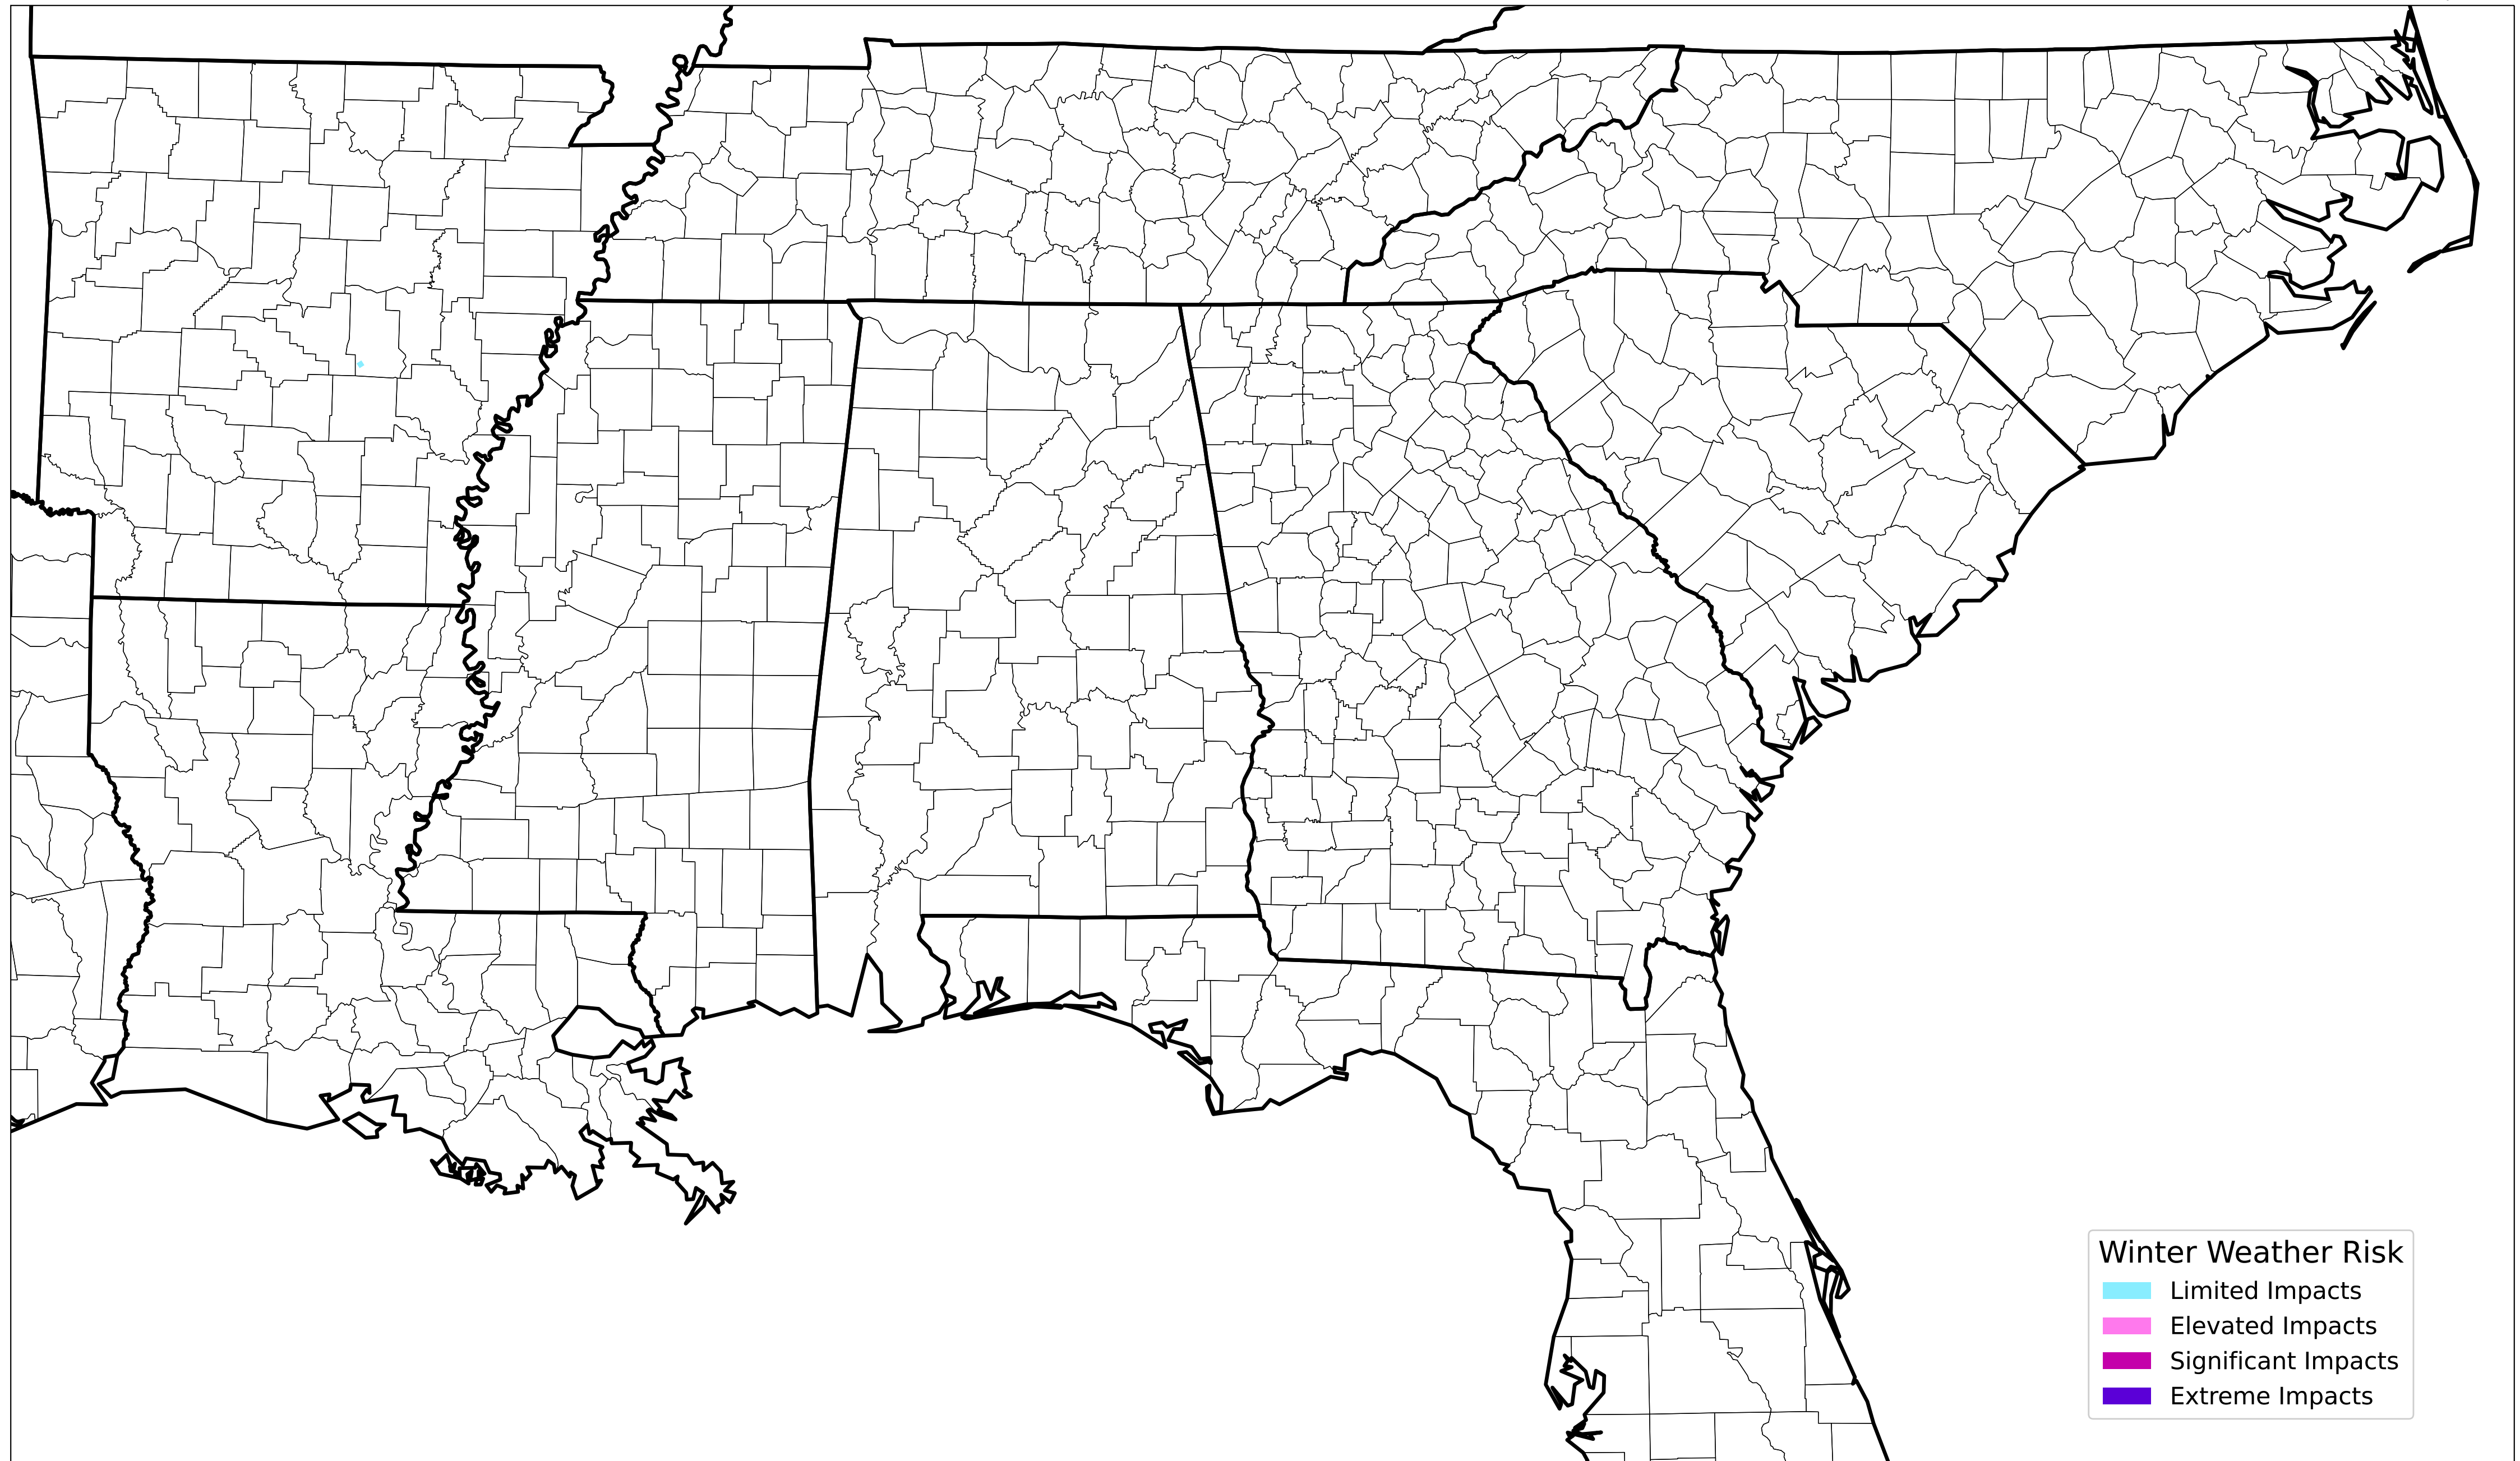 Winter Weather Risk
Limited Impacts
Elevated Impacts
Significant Impacts
Extreme Impacts